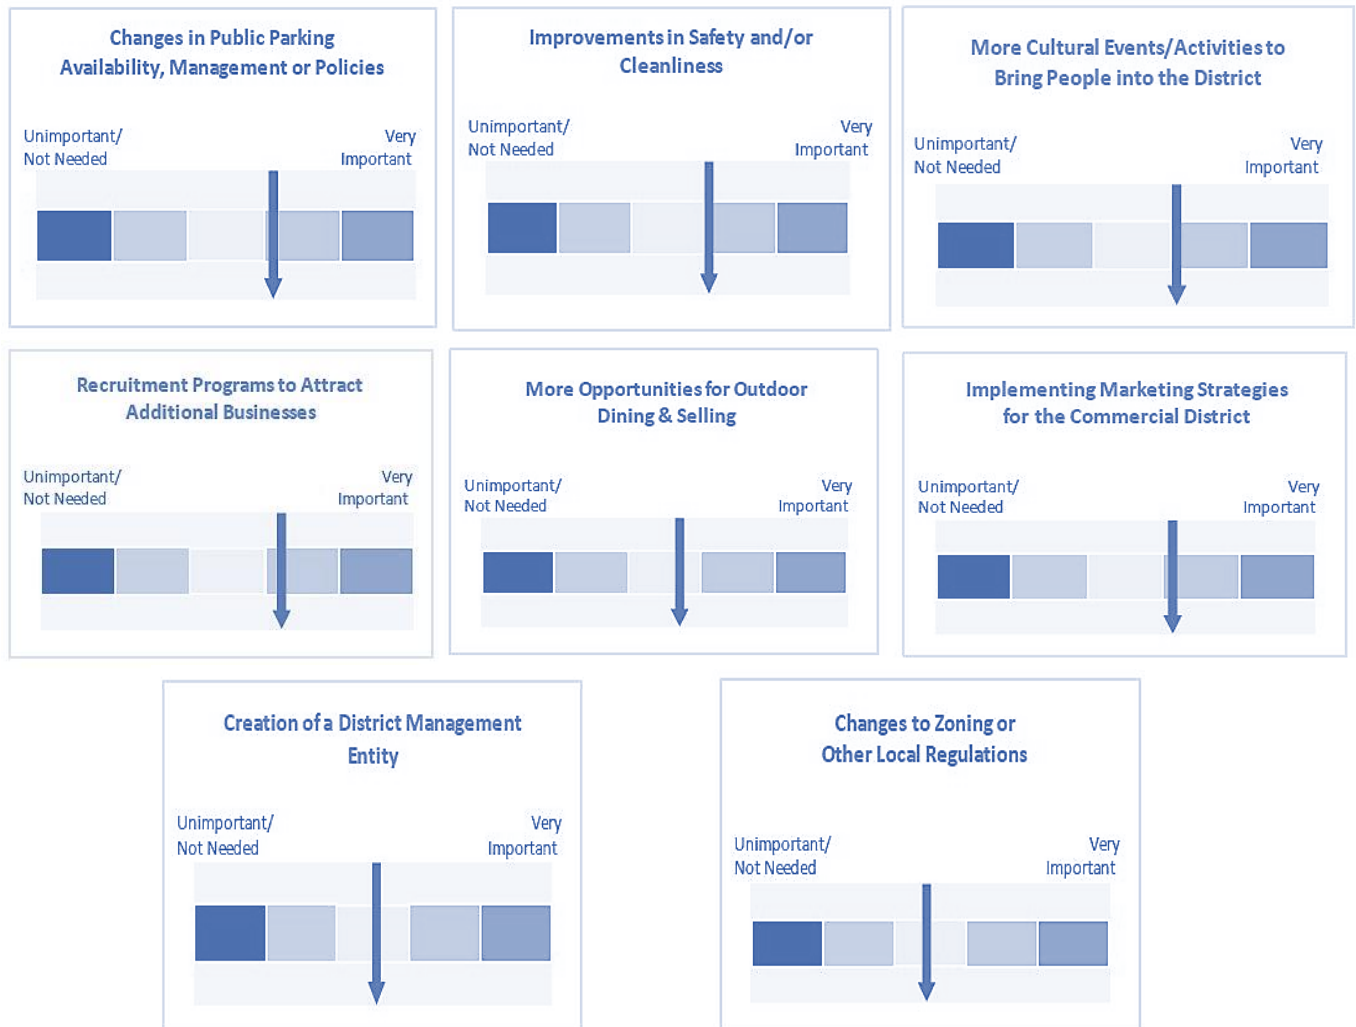 Changes in Public Parking
Availability, Management or Policies
Unimportant/
Not Needed
Very
Important
Improvements in Safety and/or
Cleanliness
Unimportant/
Not Needed
Very
Important
More Cultural Events/Activities to
Bring People into the District
Unimportant/
Not Needed
Very
Important
Recruitment Programs to Attract
Additional Businesses
Unimportant/
Not Needed
Very
Important
More Opportunities for Outdoor
Dining & Selling
Unimportant/
Not Needed
Very
Important
Implementing Marketing Strategies
for the Commercial District
Unimportant/
Not Needed
Very
Important
Creation of a District Management
Entity
Unimportant/
Not Needed
Very
Important
Changes to Zoning or
Other Local Regulations
Unimportant/
Not Needed
Very
Important